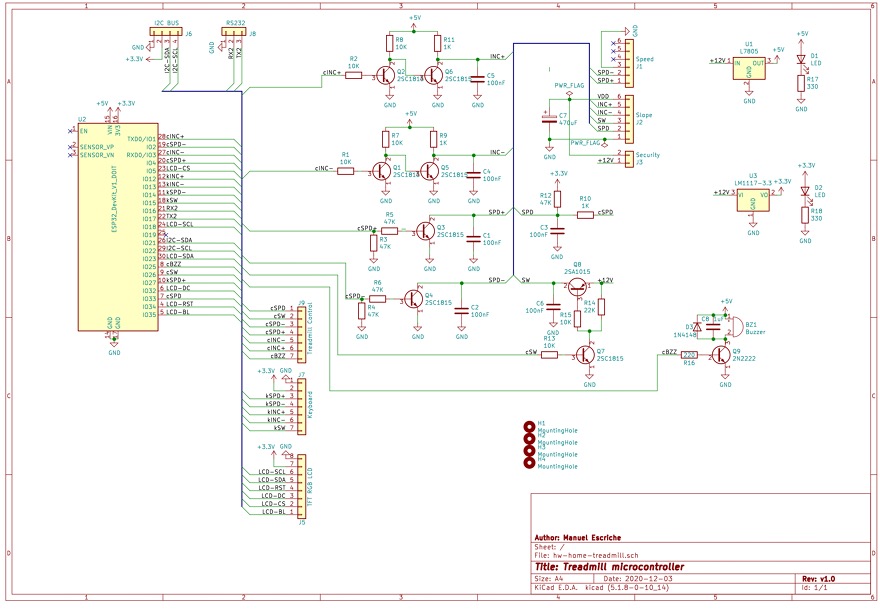 I2C BUS
J6
+3.3V
GND
I2C-SDA
I2C-SCL
RS232
J8
GND
RX2
TX2
U2
+5V
+3.3V
VIN
3V3
EN
SENSOR_VP
SENSOR_VN
ESP32_DevKit_V1_DOIT
TXD0/IO1
IO2
RXD0/IO3
IO4
IO5
IO12
IO13
IO14
IO15
IO16
IO17
IO18
IO19
IO21
IO22
IO23
IO25
IO26
IO27
IO32
IO33
IO34
IO35
28 cINC+
19 cSPD-
27 cINC-
20 cSPD+
23 LCD-CS
12 kINC+
13 kINC-
11 kSPD-
18 kSW
21 RX2
22 TX2
24 LCD-SCL
25
26 I2C-SDA
29 I2C-SCL
30 LCD-SDA
8 cBZZ
9 cSW
10 kSPD+
6 LCD-DC
7 cSPD
4 LCD-RST
5 LCD-BL
GND
GND
GND
J9
Treadmill Control
cSPD 1
cSW 2
cSPD- 3
cSPD+ 4
cINC- 5
cINC+ 6
cBZZ 7
J7
+3.3V
GND
Keyboard
1
2
kSPD+ 3
kSPD- 4
kINC+ 5
kINC- 6
kSW 7
+3.3V
GND
TFT RGB LCD
8
7
LCD-SCL 6
LCD-SDA 5
LCD-RST 4
LCD-DC 3
LCD-CS 2
LCD-BL 1
J5
+5V
R8
10K
R11
1K
R2
10K
cINC+
Q2
2SC1815
Q6
2SC1815
INC+
C5
100nF
GND
GND
GND
+5V
R7
10K
R9
1K
R1
10K
cINC-
Q1
2SC1815
Q5
2SC1815
INC-
C4
100nF
GND
GND
GND
cSPD+
R5
47K
R3
47K
Q3
2SC1815
SPD+
C1
100nF
GND
GND
GND
cSPD-
R6
47K
R4
47K
Q4
2SC1815
SPD-
C2
100nF
GND
GND
GND
+3.3V
R12
47K
R10
1K
SPD
cSPD
C3
100nF
GND
SW
Q8
2SA1015
+12V
C6
100nF
GND
R15
10K
R14
22K
R13
10K
cSW
Q7
2SC1815
GND
GND
6
5
4
3
SPD- 2
SPD+ 1
Speed
J1
PWR_FLAG
C7
470uF
VDD 6
INC+ 5
INC- 4
SW 3
SPD 2
1
Slope
J2
PWR_FLAG
GND
2
+12V 1
Security
J3
U1
L7805
+12V
IN
OUT
+5V
GND
GND
D1
LED
R17
330
GND
+5V
U3
LM1117-3.3
+12V
VI
VO
+3.3V
GND
GND
+3.3V
D2
LED
R18
330
GND
+5V
D3
1N4148
C8
1uF
BZ1
Buzzer
cBZZ
220
R16
Q9
2N2222
GND
H1
MountingHole
H2
MountingHole
H3
MountingHole
H4
MountingHole
Author: Manuel Escriche
Sheet: /
File: hw-home-treadmill.sch
Title: Treadmill microcontroller
Size: A4
Date: 2020-12-03
Rev: v1.0
KiCad E.D.A. kicad (5.1.8-0-10_14)
Id: 1/1